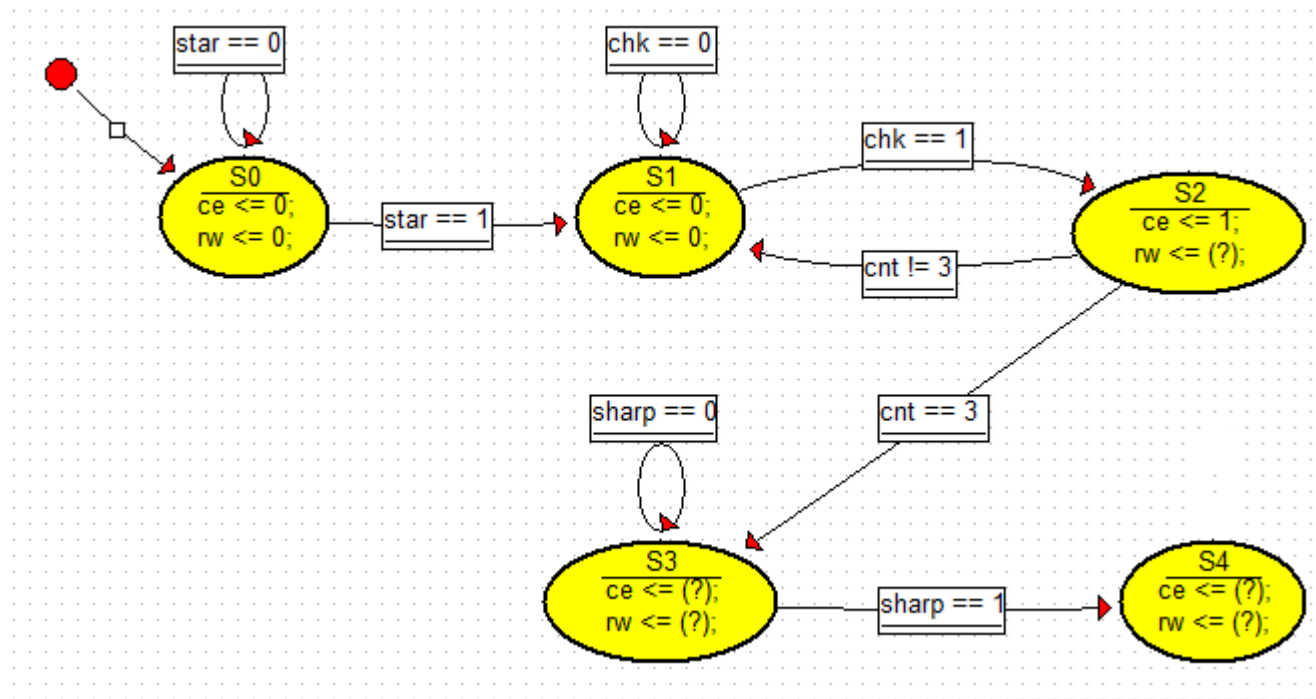 star == 0
chk == 0
chk == 1
S0
ce <= 0;
rw <= 0;
star == 1
S1
ce <= 0;
rw <= 0;
S2
ce <= 1;
rw <= (?);
cnt != 3
sharp == 0
cnt == 3
S3
ce <= (?);
rw <= (?);
sharp == 1
S4
ce <= (?);
rw <= (?);